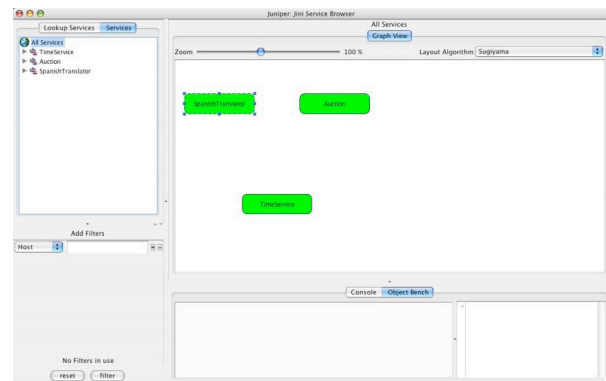 Juniper: Jini Service Browser
Lookup Services Services
All Services
TimeService
Auction
SpanishTranslator
Add Filters
Host
No Filters in use
reset filter
All Services
Graph View
Zoom 100 % Layout Algorithm Sugiyama
SpanishTranslator Auction
TimeService
Console Object Bench